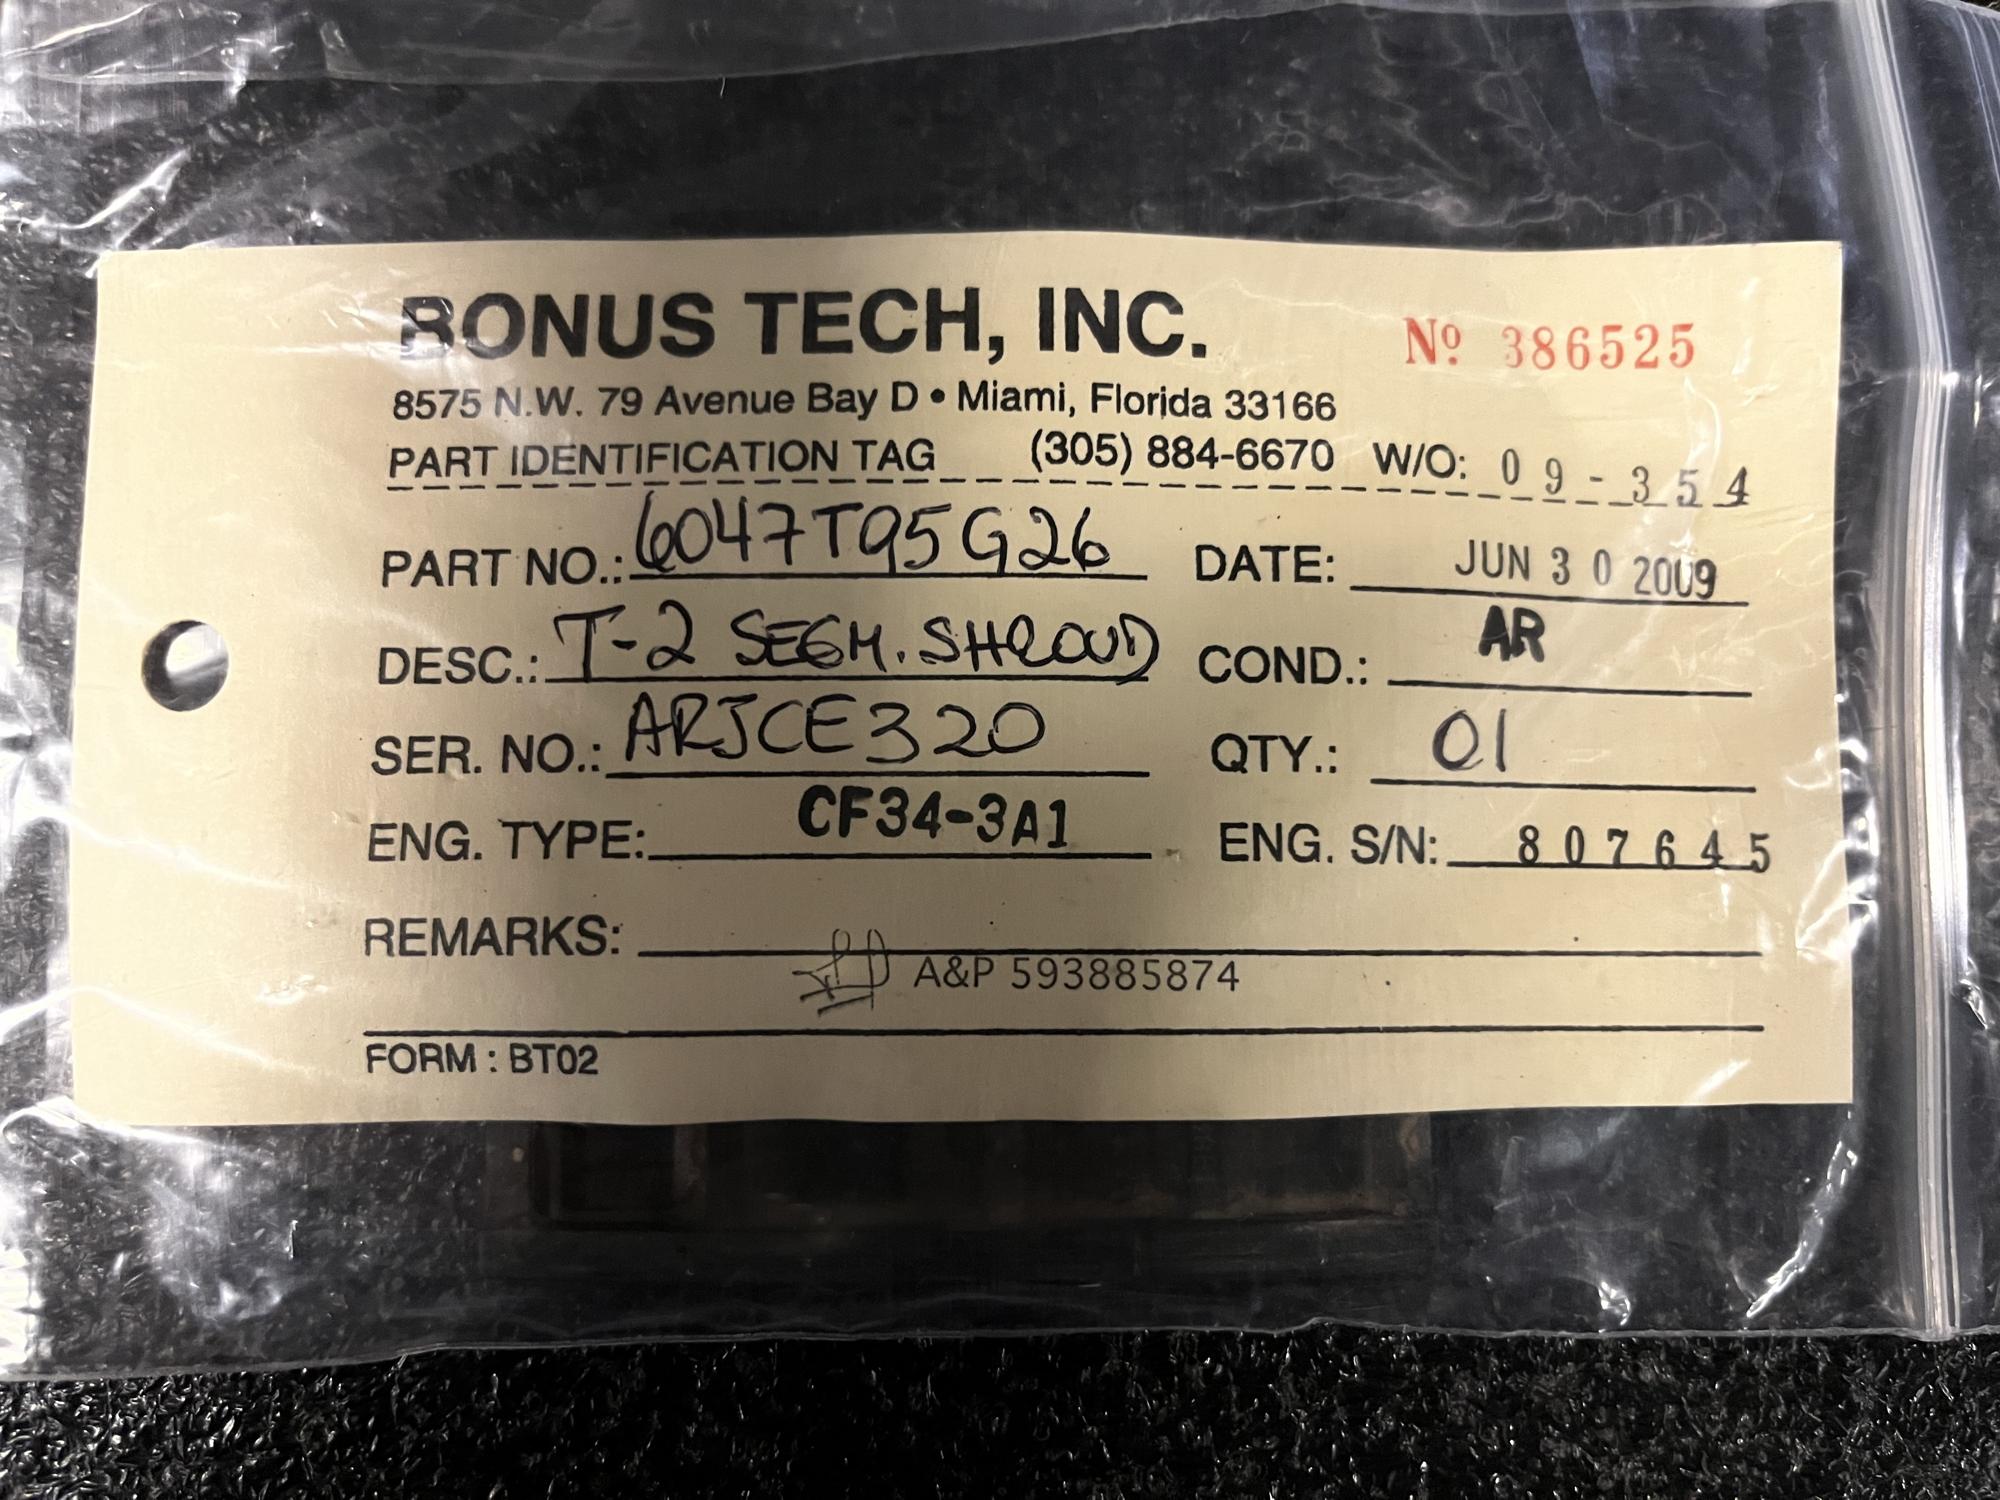 BONUS TECH, INC. Nº 386525
8575 N.W. 79 Avenue Bay D • Miami, Florida 33166
PART IDENTIFICATION TAG (305) 884-6670 W/O: 09-354
PART NO.: 6047T95G26 DATE: JUN 30 2009
DESC.: T-2 SEGM. SHROUD COND.: AR
SER. NO.: ARJCE320 QTY.: 01
ENG. TYPE: CF34-3A1 ENG. S/N: 807645
REMARKS:
A&P 593885874
FORM : BT02